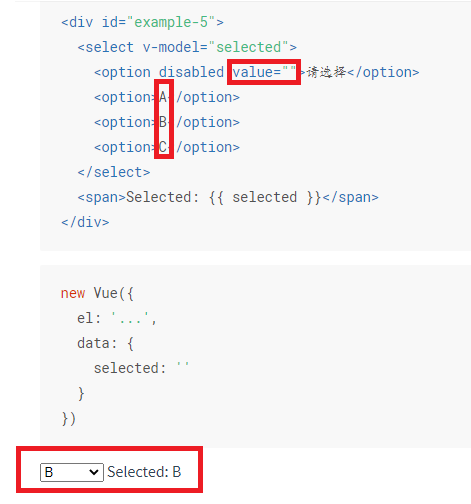 <div id="example-5">
  <select v-model="selected">
    <option disabled value="">请选择</option>
    <option>A</option>
    <option>B</option>
    <option>C</option>
  </select>
  <span>Selected: {{ selected }}</span>
</div>
new Vue({
  el: '...',
  data: {
    selected: ''
  }
})
B Selected: B